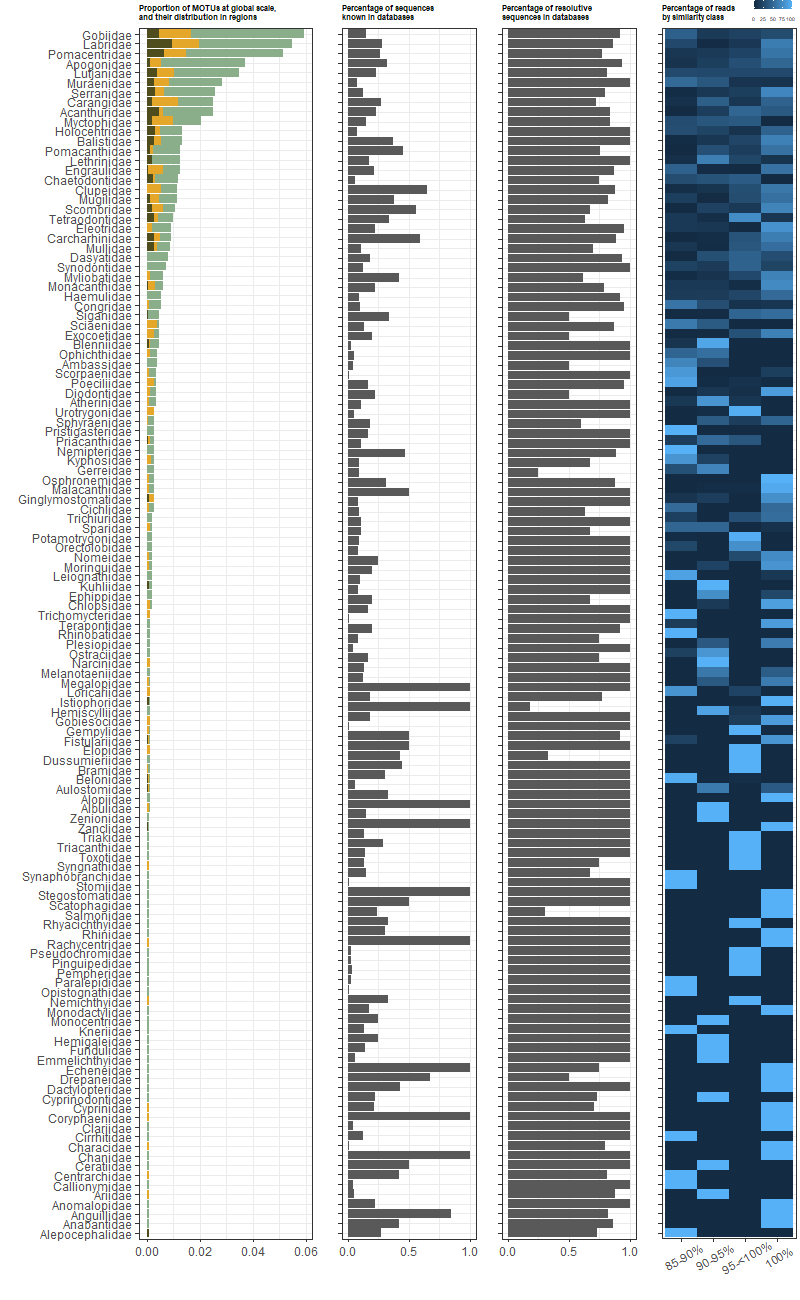 Proportion of MOTUs at global scale,
and their distribution in regions
Percentage of sequences
known in databases
Percentage of resolutive
sequences in databases
Percentage of reads
by similarity class
0 25 50 75 100
Gobiidae
Labridae
Pomacentridae
Apogonidae
Lutjanidae
Muraenidae
Serranidae
Carangidae
Acanthuridae
Myctophidae
Holocentridae
Balistidae
Pomacanthidae
Lethrinidae
Engraulidae
Chaetodontidae
Clupeidae
Mugilidae
Scombridae
Tetraodontidae
Eleotridae
Carcharhinidae
Mullidae
Dasyatidae
Synodontidae
Myliobatidae
Monacanthidae
Haemulidae
Congridae
Siganidae
Sciaenidae
Exocoetidae
Blenniidae
Ophichthidae
Ambassidae
Scorpaenidae
Poeciliidae
Diodontidae
Atherinidae
Urotrygonidae
Sphyraenidae
Pristigasteridae
Priacanthidae
Nemipteridae
Kyphosidae
Gerreidae
Osphronemidae
Malacanthidae
Ginglymostomatidae
Cichlidae
Trichiuridae
Sparidae
Potamotrygonidae
Orectolobidae
Nomeidae
Moringuidae
Leiognathidae
Kuhliidae
Ephippidae
Chlopsidae
Trichomycteridae
Terapontidae
Rhinobatidae
Plesiopidae
Ostraciidae
Narcinidae
Melanotaeniidae
Megalopidae
Loricariidae
Istiophoridae
Hemiscylliidae
Gobiesocidae
Gempylidae
Fistulariidae
Elopidae
Dussumieriidae
Bramidae
Belonidae
Aulostomidae
Alopiidae
Albulidae
Zenionidae
Zanclidae
Triakidae
Triacanthidae
Toxotidae
Syngnathidae
Synaphobranchidae
Stomiidae
Stegostomatidae
Scatophagidae
Salmonidae
Rhyacichthyidae
Rhinidae
Rachycentridae
Pseudochromidae
Pinguipedidae
Pempheridae
Paralepididae
Opistognathidae
Nemichthyidae
Monodactylidae
Monocentridae
Kneriidae
Hemigaleidae
Fundulidae
Emmelichthyidae
Echeneidae
Drepaneidae
Dactylopteridae
Cyprinodontidae
Cyprinidae
Coryphaenidae
Clariidae
Cirrhitidae
Characidae
Chanidae
Ceratiidae
Centrarchidae
Callionymidae
Ariidae
Anomalopidae
Anguillidae
Anabantidae
Alepocephalidae
0.00 0.02 0.04 0.06
0.0 0.5 1.0
0.0 0.5 1.0
85-90% 90-95% 95-<100% 100%